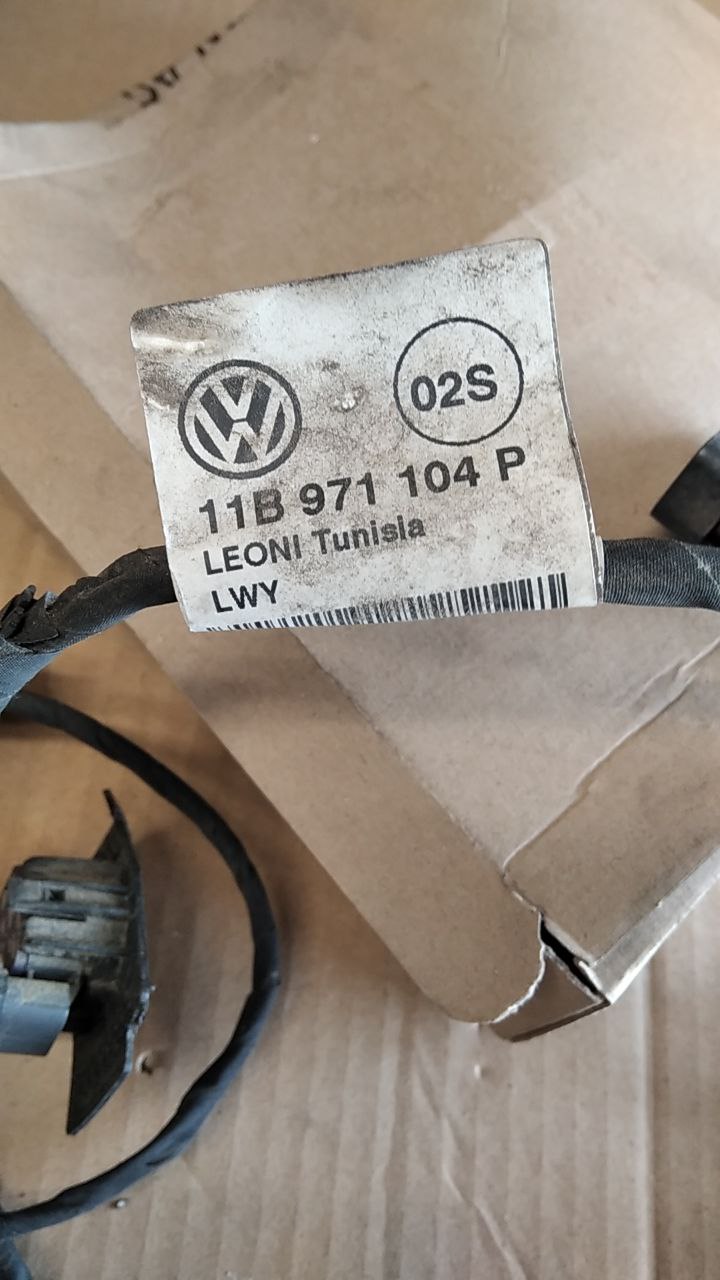 02S
11B 971 104 P
LEONI Tunisia
LWY